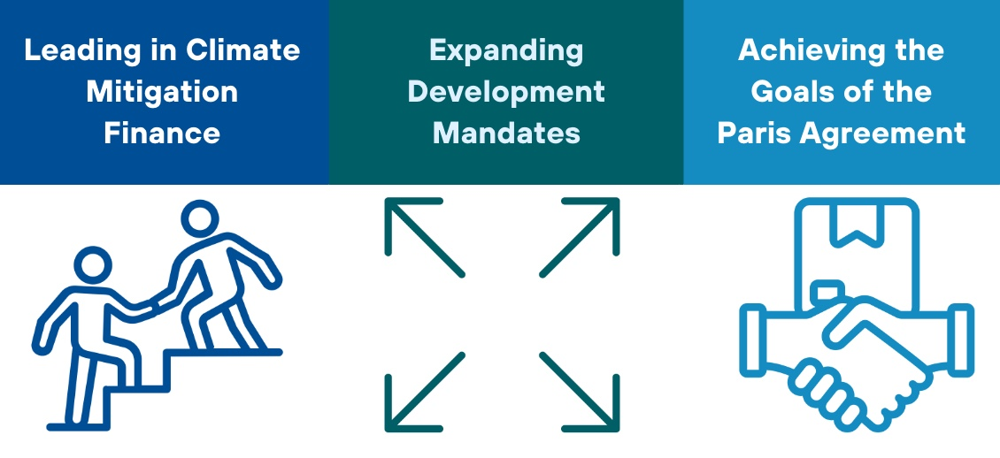 Leading in Climate
Mitigation
Finance
Expanding
Development
Mandates
Achieving the
Goals of the
Paris Agreement